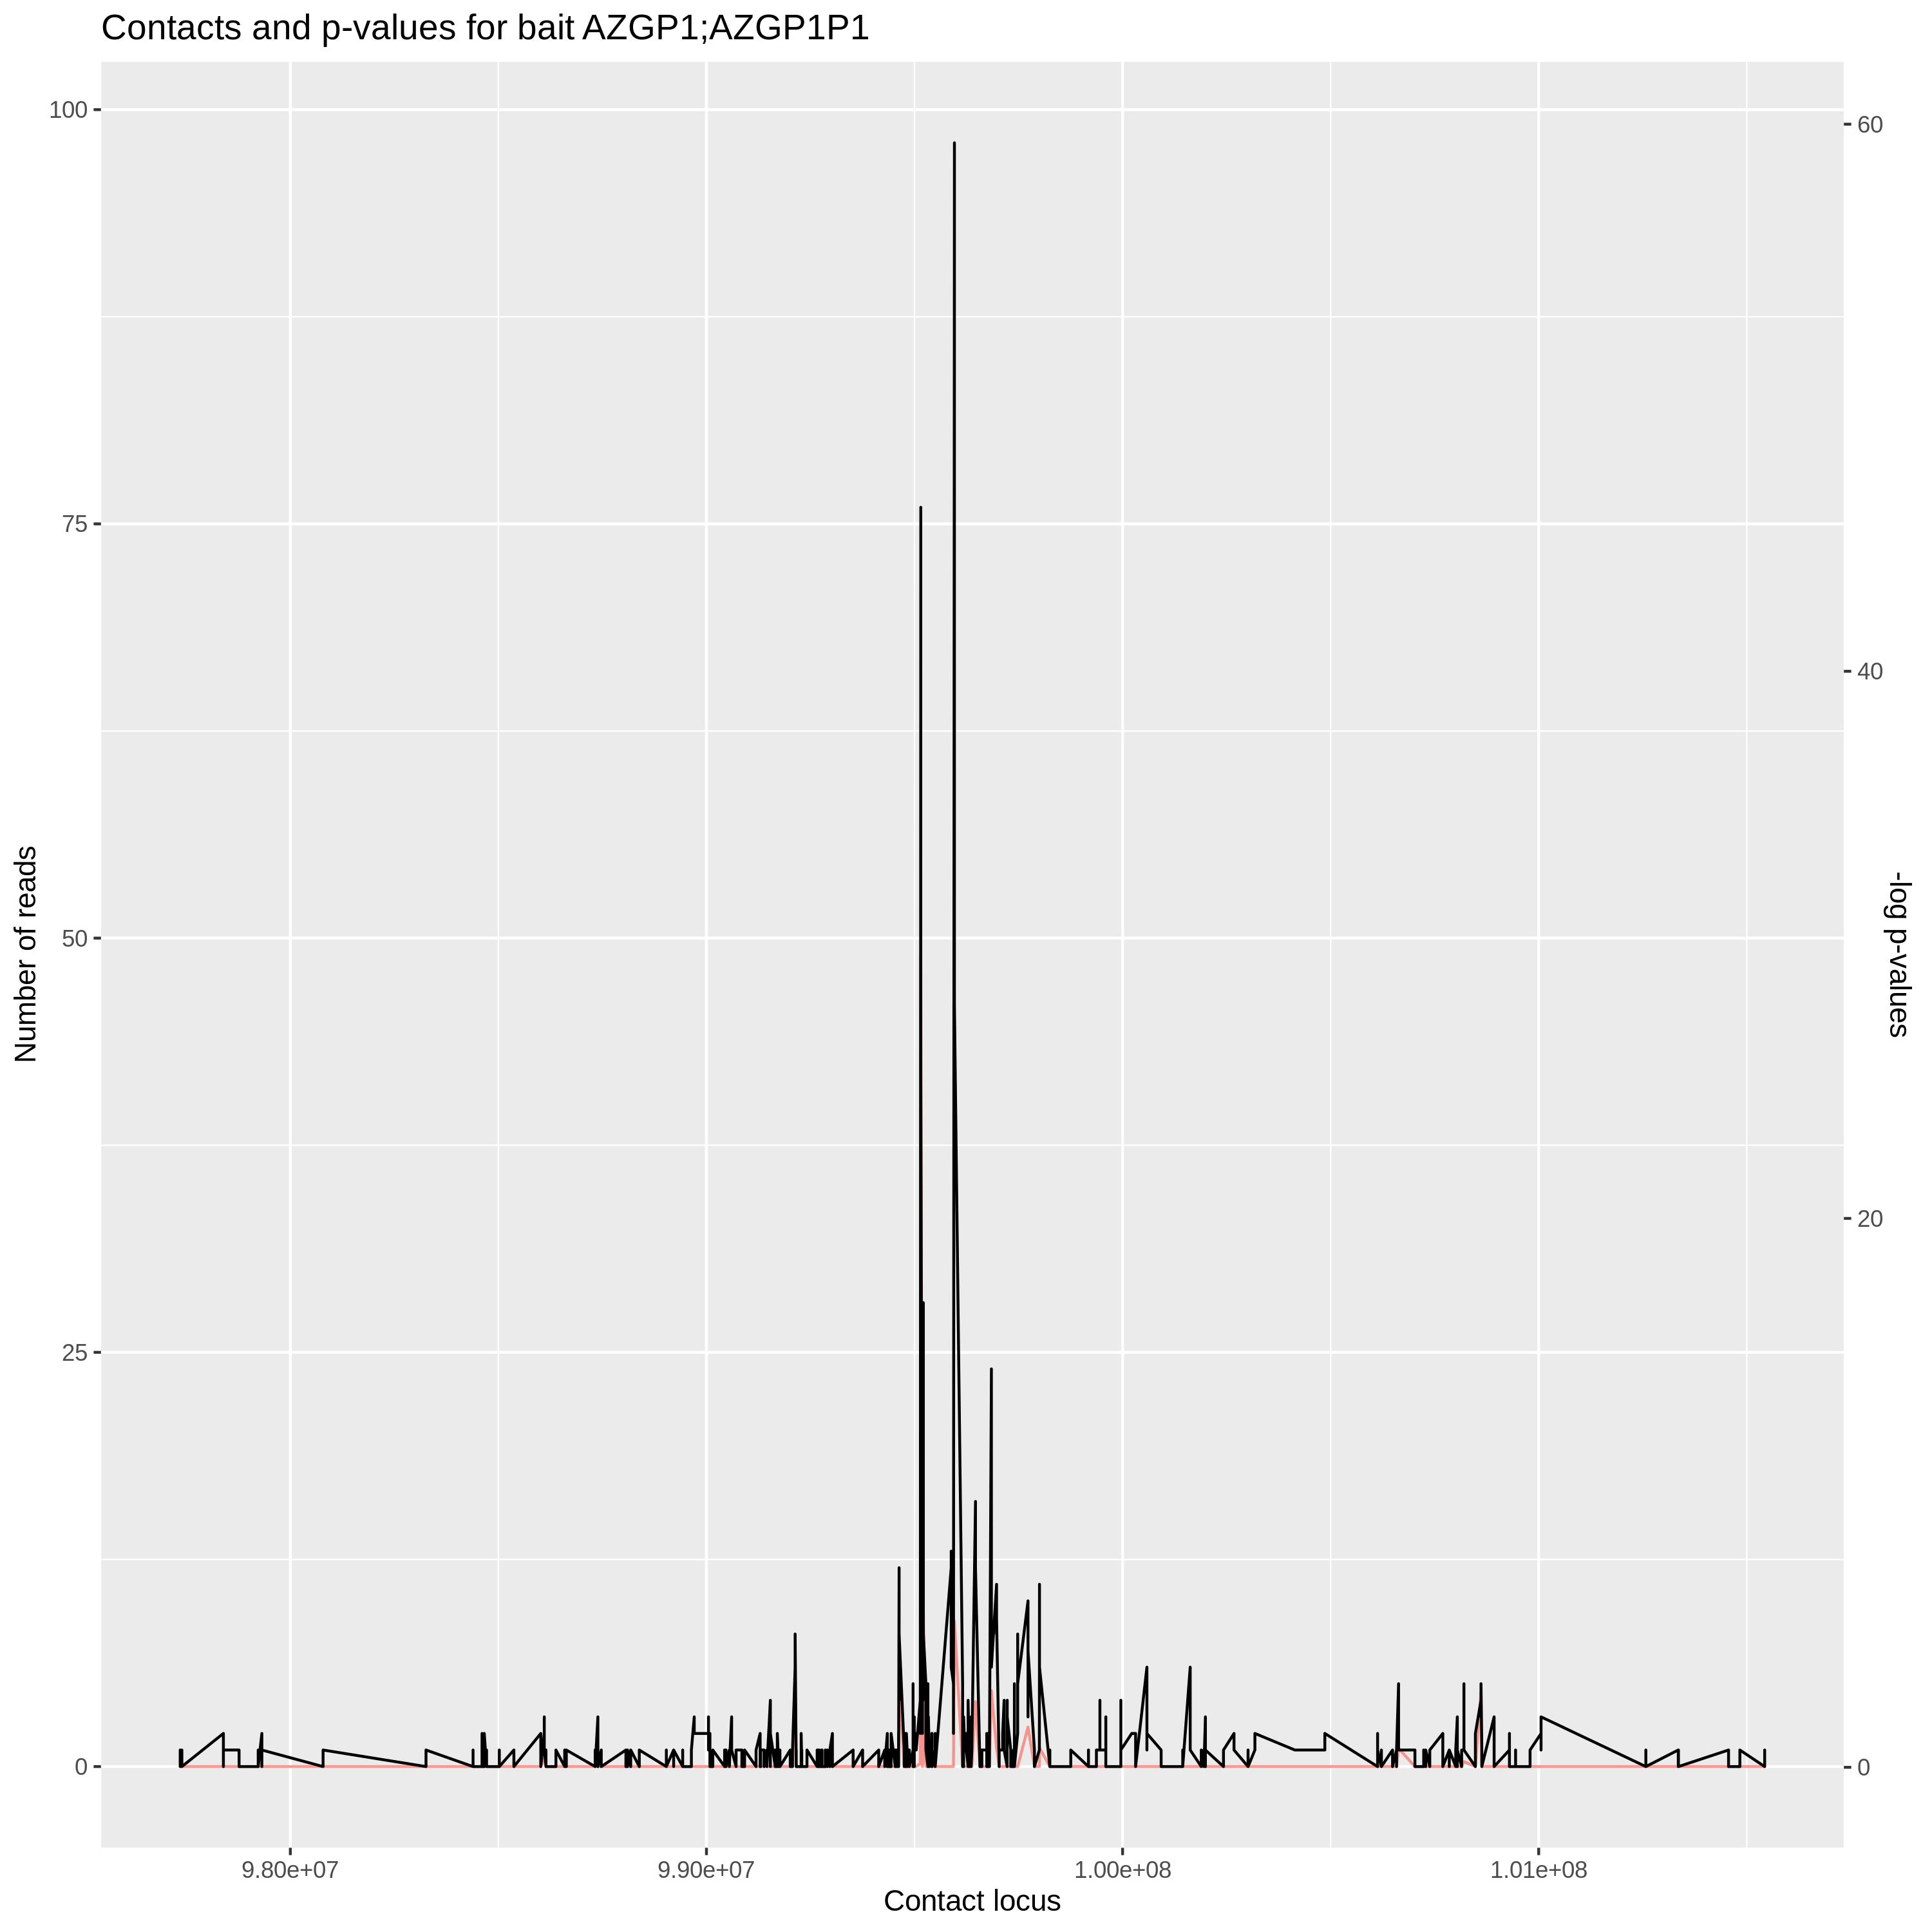 Contacts and p-values for bait AZGP1;AZGP1P1
100
75
50
25
0
Number of reads
60
40
20
0
-log p-values
9.80e+07
9.90e+07
1.00e+08
1.01e+08
Contact locus